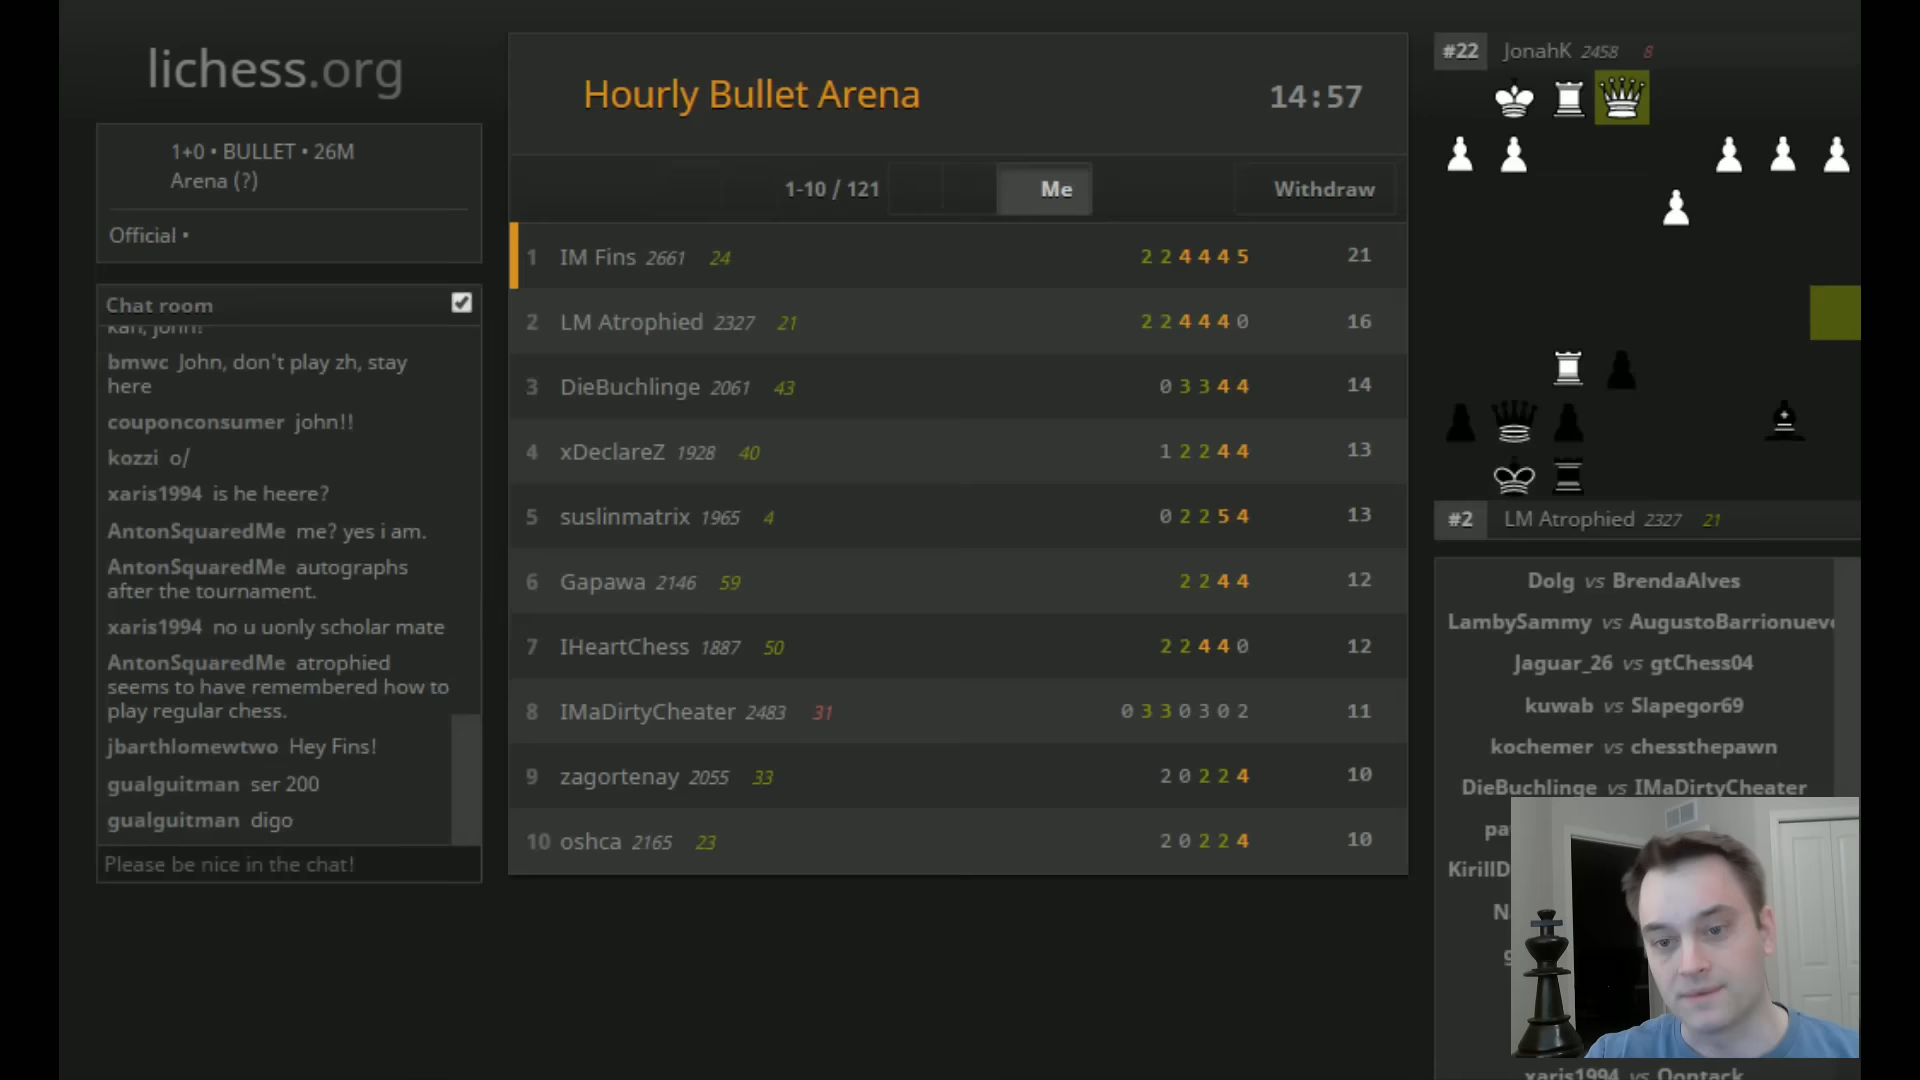 lichess.org
1+0 • BULLET • 26M
Arena (?)
Official •
Chat room
bmwc John, don't play zh, stay
here
couponconsumer john!!
kozzi o/
xaris1994 is he heere?
AntonSquaredMe me? yes i am.
AntonSquaredMe autographs
after the tournament.
xaris1994 no u uonly scholar mate
AntonSquaredMe atrophied
seems to have remembered how to
play regular chess.
jbarthlomewtwo Hey Fins!
gualguitman ser 200
gualguitman digo
Please be nice in the chat!
Hourly Bullet Arena 14:57
1-10 / 121 Me Withdraw
1 IM Fins 2661 24 2 2 4 4 4 5 21
2 LM Atrophied 2327 21 2 2 4 4 4 0 16
3 DieBuchlinge 2061 43 0 3 3 4 4 14
4 xDeclareZ 1928 40 1 2 2 4 4 13
5 suslinmatrix 1965 4 0 2 2 5 4 13
6 Gapawa 2146 59 2 2 4 4 12
7 IHeartChess 1887 50 2 2 4 4 0 12
8 IMaDirtyCheater 2483 31 0 3 3 0 3 0 2 11
9 zagortenay 2055 33 2 0 2 2 4 10
10 oshca 2165 23 2 0 2 2 4 10
#22 JonahK 2458 8
#2 LM Atrophied 2327 21
Dolg vs BrendaAlves
LambySammy vs AugustoBarrionuevo
Jaguar_26 vs gtChess04
kuwab vs Slapegor69
kochemer vs chessthepawn
DieBuchlinge vs IMaDirtyCheater
pa
KirillD
N
xaris1994 vs Oontack